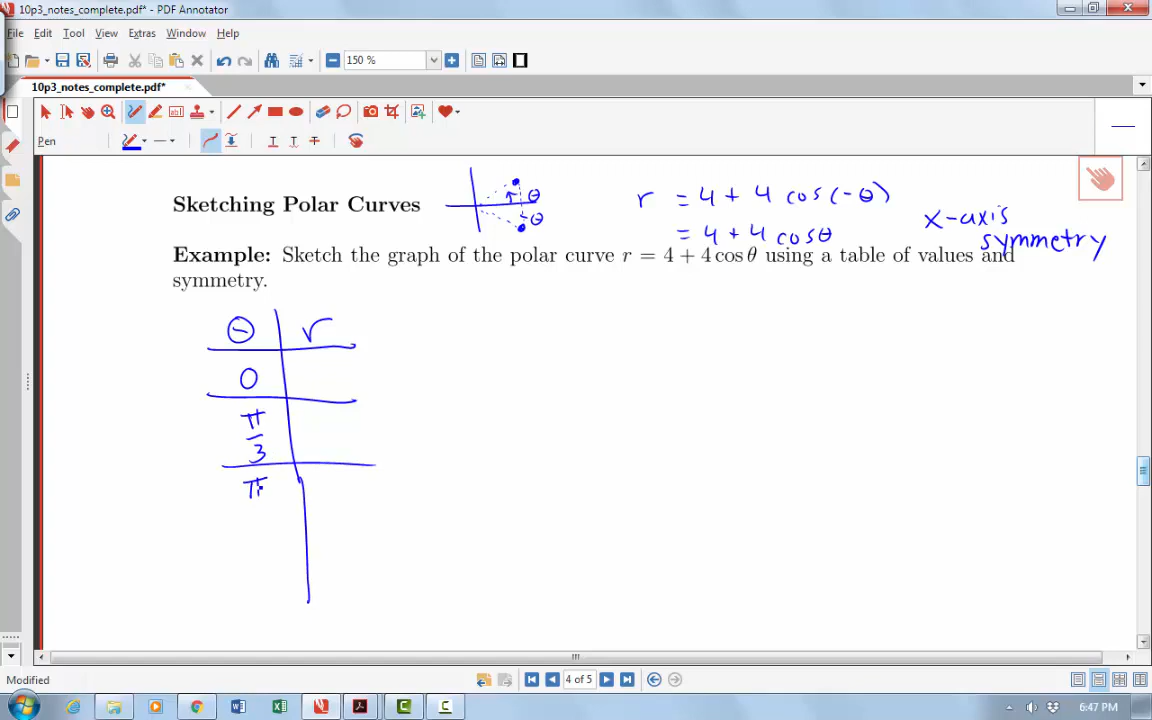 10p3_notes_complete.pdf* - PDF Annotator
File Edit Tool View Extras Window Help
150 %
10p3_notes_complete.pdf*
Pen
Sketching Polar Curves
θ
θ
r = 4 + 4 cos(-θ)
= 4 + 4 cosθ
x-axis
symmetry
Example: Sketch the graph of the polar curve r = 4 + 4 cos θ using a table of values and
symmetry.
θ r
0
π
3
π
4 of 5
Modified
6:47 PM